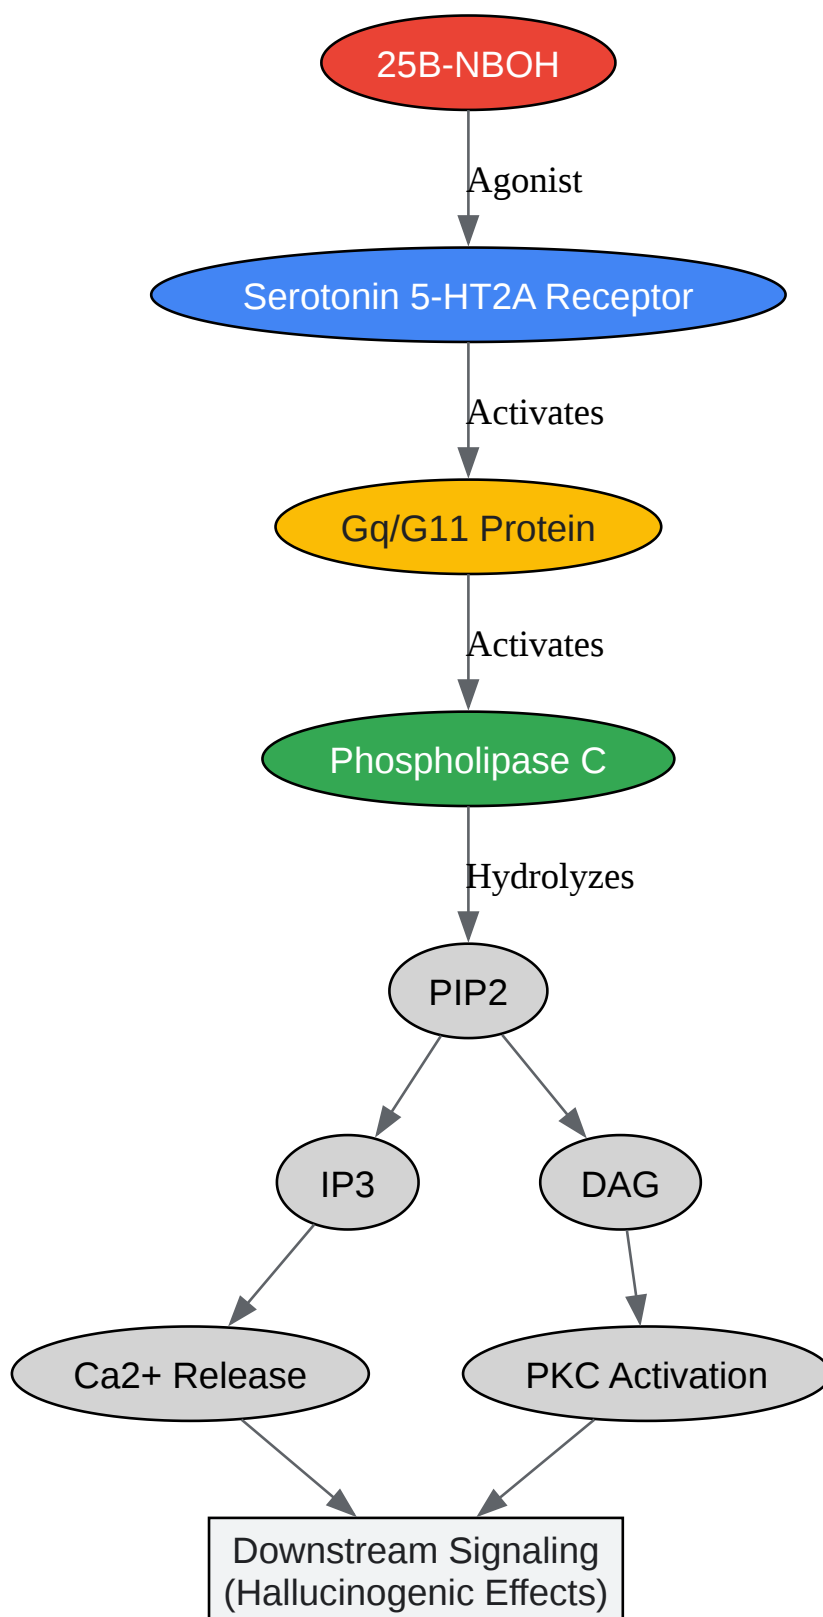 25B-NBOH
Agonist
Serotonin 5-HT2A Receptor
Activates
Gq/G11 Protein
Activates
Phospholipase C
Hydrolyzes
PIP2
IP3
DAG
Ca2+ Release
PKC Activation
Downstream Signaling
(Hallucinogenic Effects)